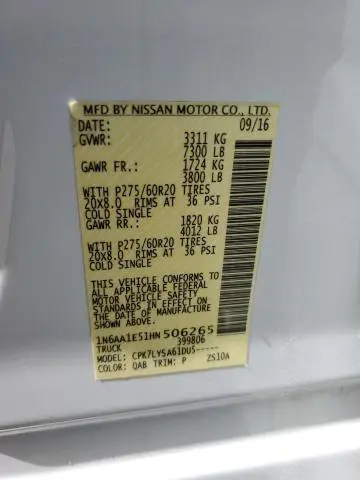 MFD BY NISSAN MOTOR CO., LTD.
DATE: 09/16
GVWR: 3311 KG
7300 LB
GAWR FR.: 1724 KG
3800 LB
WITH P275/60R20 TIRES
20X8.0 RIMS AT 36 PSI
COLD SINGLE
GAWR RR.: 1820 KG
4012 LB
WITH P275/60R20 TIRES
20X8.0 RIMS AT 36 PSI
COLD SINGLE
THIS VEHICLE CONFORMS TO
ALL APPLICABLE U.S. FEDERAL
MOTOR VEHICLE SAFETY
STANDARDS IN EFFECT ON THE
DATE OF MANUFACTURE
SHOWN ABOVE.
1N6AA1E51HN506265
TRUCK 399806
MODEL: CPK7LYSA61DUS-----
COLOR: QAB TRIM: P ZS10A